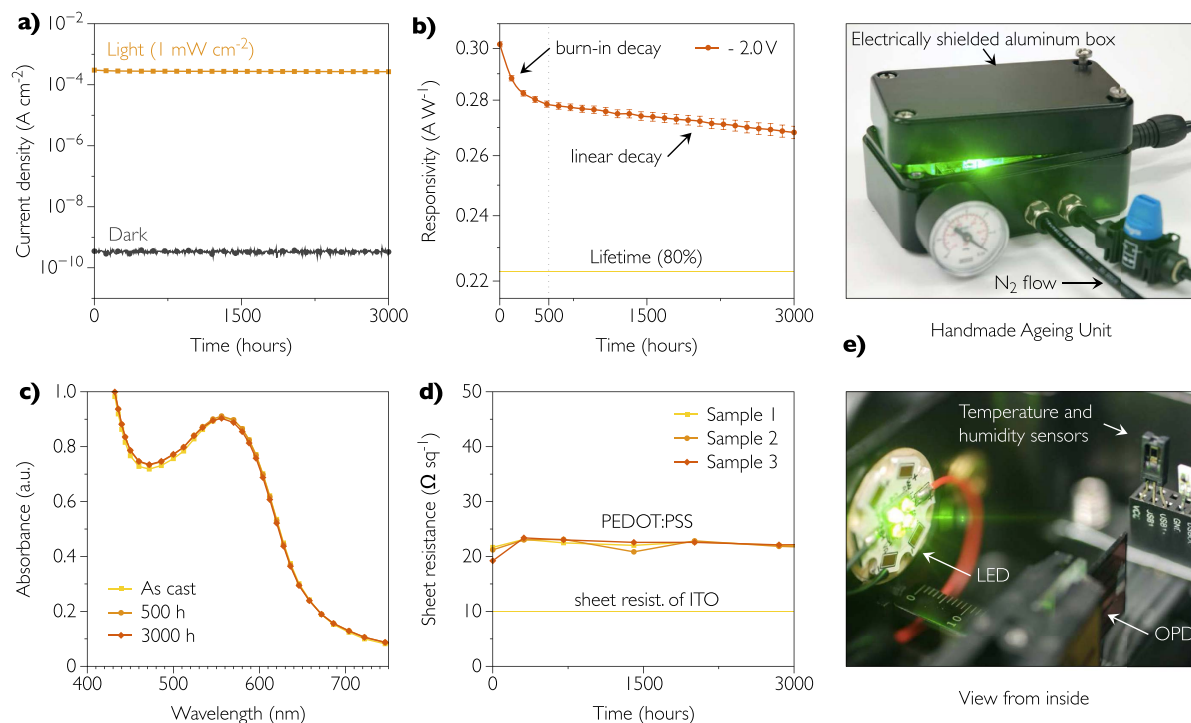 a)
10⁻²
10⁻⁴
10⁻⁶
10⁻⁸
10⁻¹⁰
Current density (A cm⁻²)
Light (1 mW cm⁻²)
Dark
0
1500
3000
Time (hours)
b)
0.30
0.28
0.26
0.24
0.22
Responsivity (A W⁻¹)
burn-in decay
- 2.0 V
linear decay
Lifetime (80%)
0
500
1500
3000
Time (hours)
Electrically shielded aluminum box
N₂ flow
Handmade Ageing Unit
c)
1.0
0.8
0.6
0.4
0.2
0
Absorbance (a.u.)
As cast
500 h
3000 h
400
500
600
700
Wavelength (nm)
d)
50
40
30
20
10
0
Sheet resistance (Ω sq⁻¹)
Sample 1
Sample 2
Sample 3
PEDOT:PSS
sheet resist. of ITO
0
1500
3000
Time (hours)
e)
Temperature and
humidity sensors
VCC
LED
OPD
View from inside